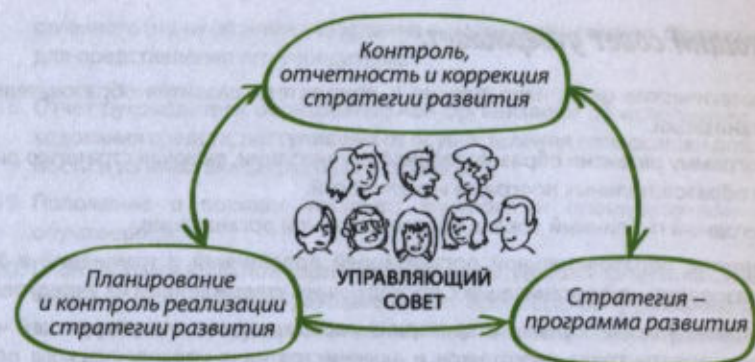 Контроль,
отчетность и коррекция
стратегии развития
Планирование
и контроль реализации
стратегии развития
УПРАВЛЯЮЩИЙ
СОВЕТ
Стратегия –
программа развития